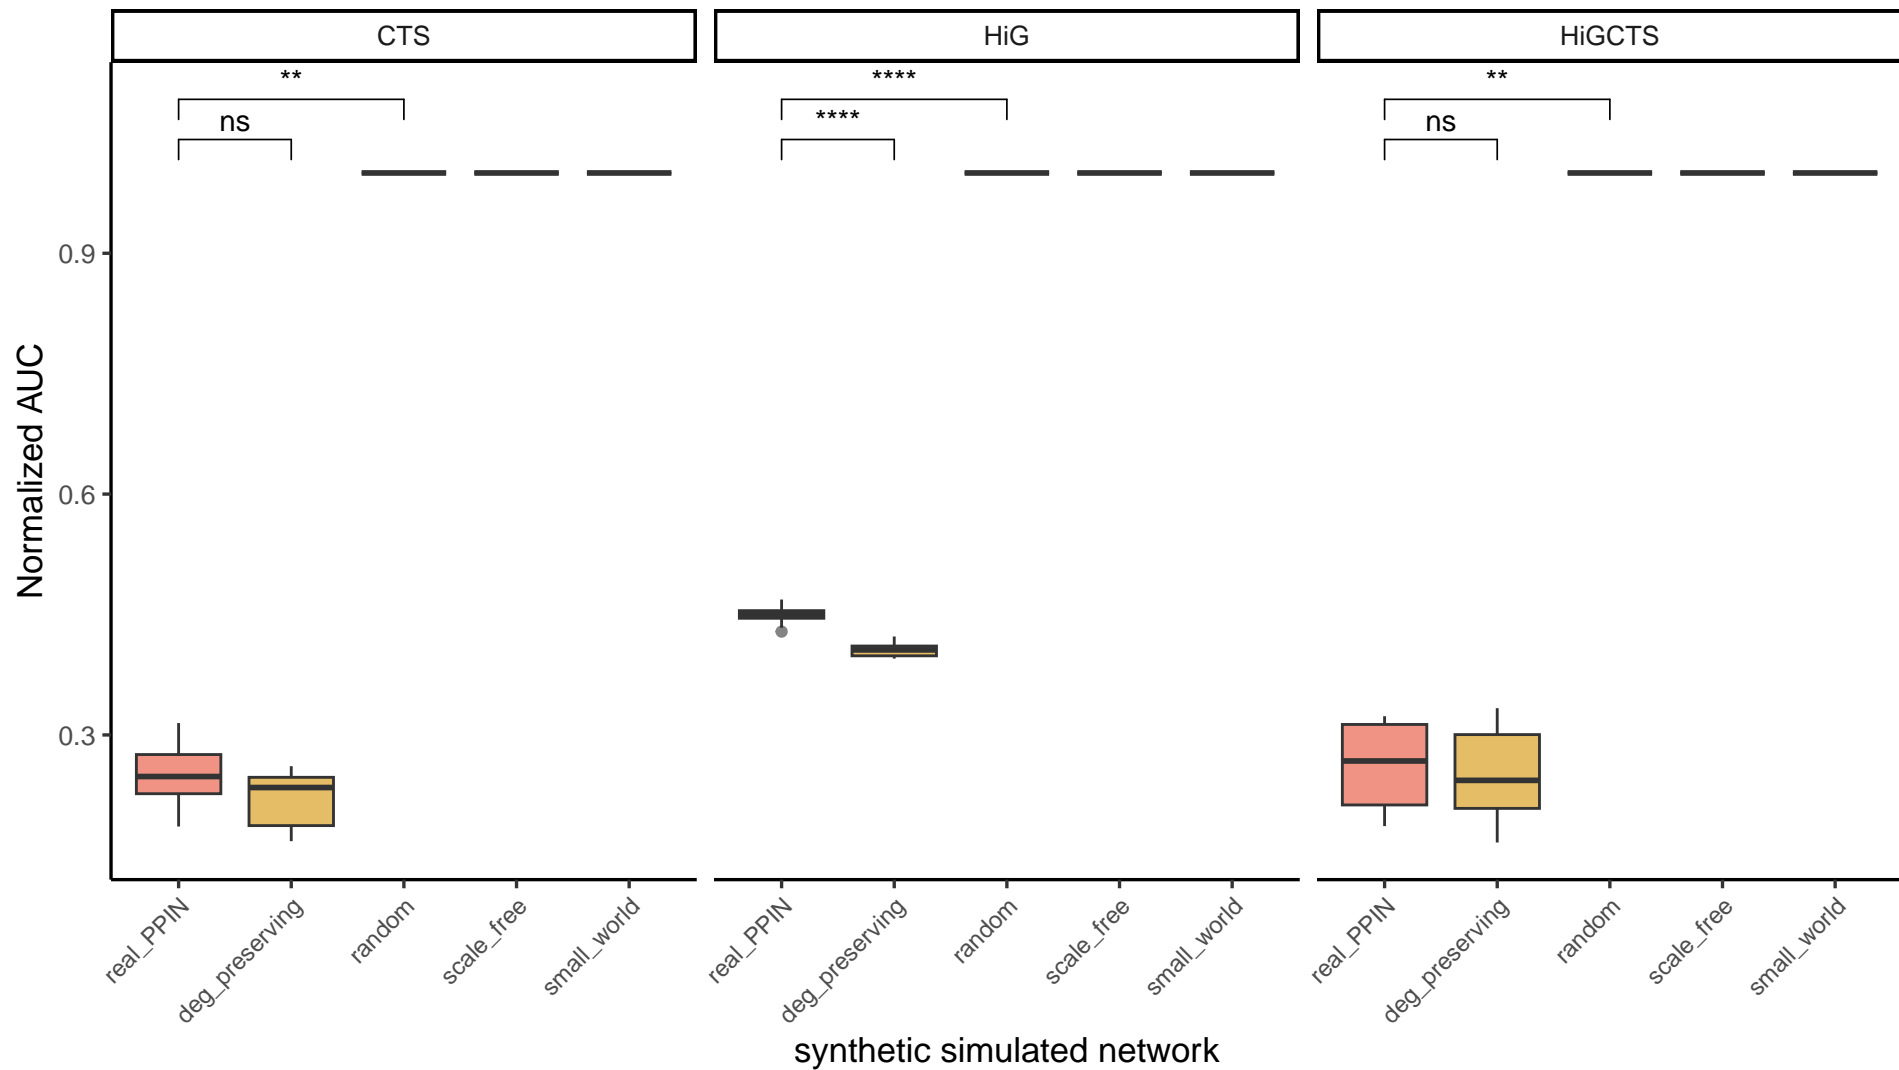 CTS
HiG
HiGCTS
**
ns
****
****
**
ns
Normalized AUC
0.9
0.6
0.3
real_PPIN
deg_preserving
random
scale_free
small_world
real_PPIN
deg_preserving
random
scale_free
small_world
real_PPIN
deg_preserving
random
scale_free
small_world
synthetic simulated network